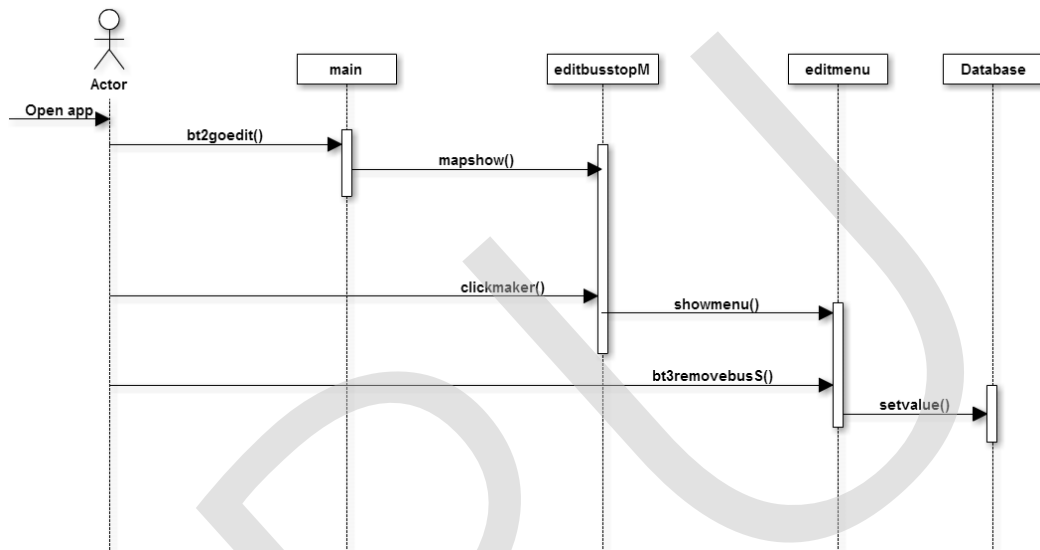 main
editbusstopM
editmenu
Database
Actor
Open app
bt2goedit()
mapshow()
clickmaker()
showmenu()
bt3removebusS()
setvalue()